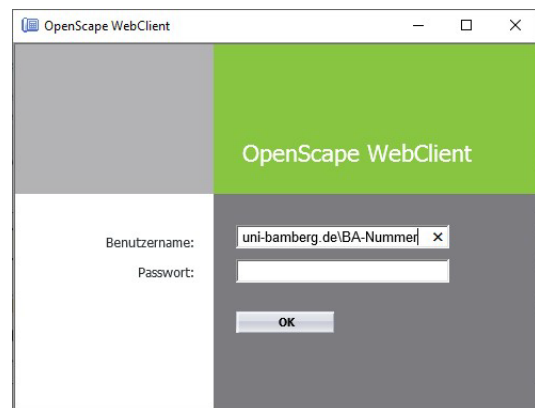 OpenScape WebClient
OpenScape WebClient
Benutzername: uni-bamberg.de\BA-Nummer
Passwort:
OK